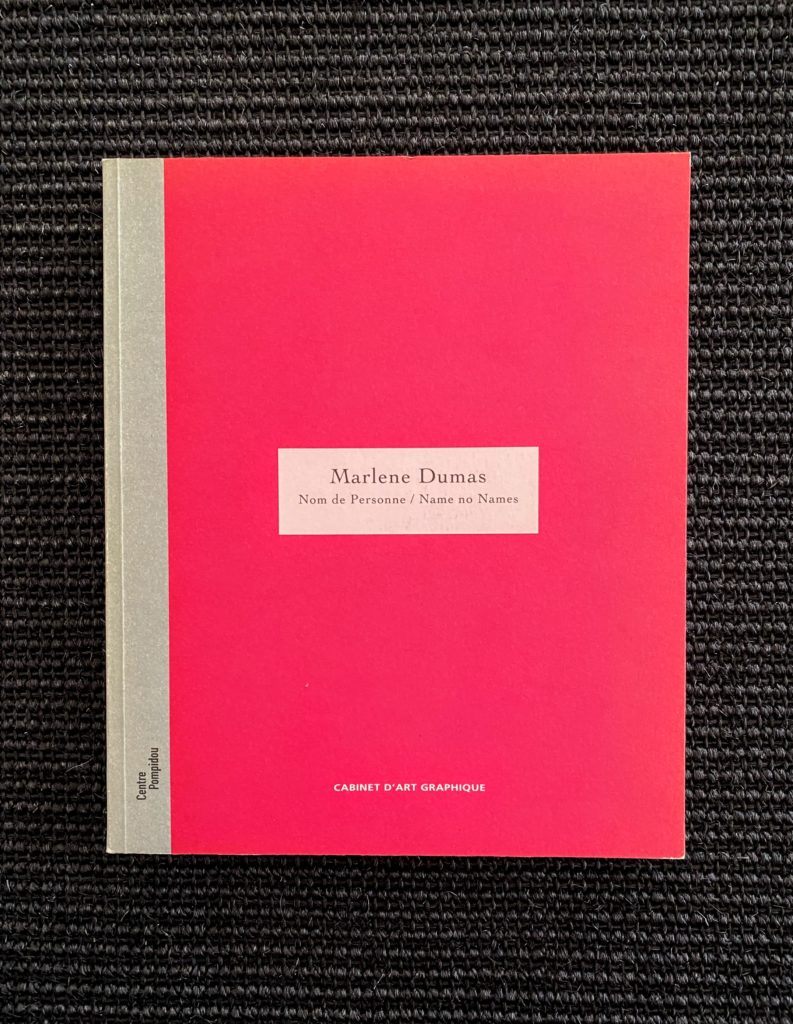 Marlene Dumas
Nom de Personne / Name no Names
CABINET D'ART GRAPHIQUE
Centre
Pompidou